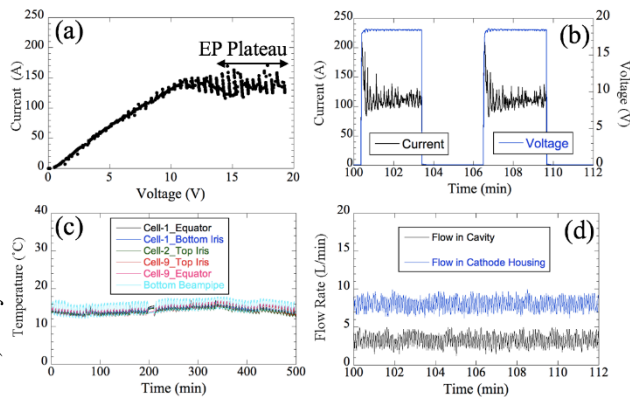 (a)
EP Plateau
Current (A)
250
200
150
100
50
0
0 5 10 15 20
Voltage (V)
(b)
Current (A)
250
200
150
100
50
0
20
15
10
5
0
Voltage (V)
Current
Voltage
100 102 104 106 108 110 112
Time (min)
(c)
Cell-1_Equator
Cell-1_Bottom Iris
Cell-2_Top Iris
Cell-9_Top Iris
Cell-9_Equator
Bottom Beampipe
Temperature (˚C)
40
30
20
10
0
0 100 200 300 400 500
Time (min)
(d)
Flow in Cavity
Flow in Cathode Housing
Flow Rate (L/min)
20
15
10
5
0
100 102 104 106 108 110 112
Time (min)